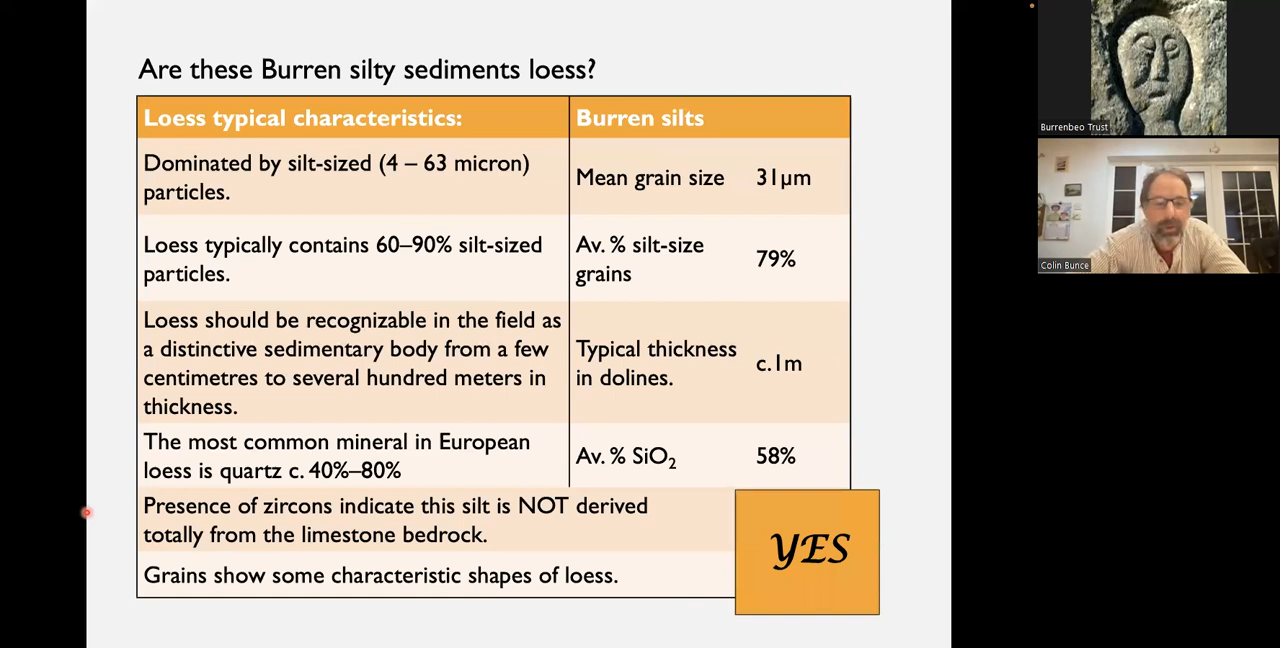 Are these Burren silty sediments loess?
Loess typical characteristics:
Burren silts
Dominated by silt-sized (4 – 63 micron)
particles.
Mean grain size 31µm
Loess typically contains 60–90% silt-sized
particles.
Av. % silt-size
grains
79%
Loess should be recognizable in the field as
a distinctive sedimentary body from a few
centimetres to several hundred meters in
thickness.
Typical thickness
in dolines.
c.1m
The most common mineral in European
loess is quartz c. 40%–80%
Av. % SiO₂ 58%
Presence of zircons indicate this silt is NOT derived
totally from the limestone bedrock.
Grains show some characteristic shapes of loess.
YES
Burrenbeo Trust
Colin Bunce